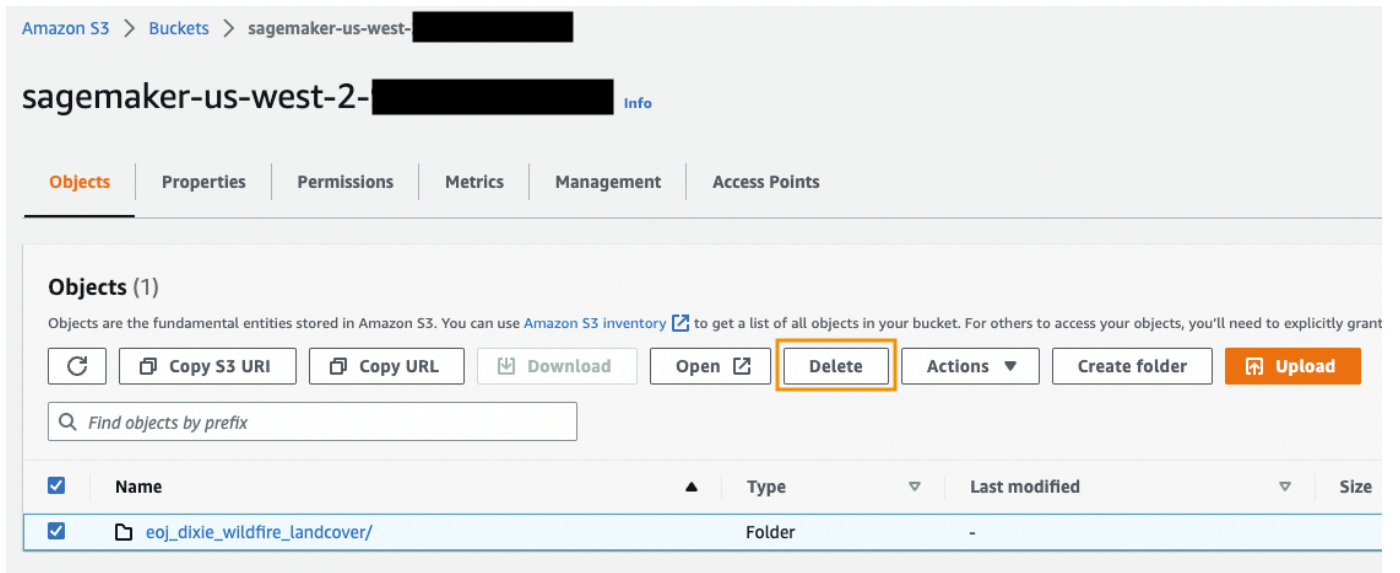 Amazon S3 > Buckets > sagemaker-us-west-
sagemaker-us-west-2- Info
Objects Properties Permissions Metrics Management Access Points
Objects (1)
Objects are the fundamental entities stored in Amazon S3. You can use Amazon S3 inventory to get a list of all objects in your bucket. For others to access your objects, you'll need to explicitly grant
Copy S3 URI Copy URL Download Open Delete Actions Create folder Upload
Find objects by prefix
Name Type Last modified Size
eoj_dixie_wildfire_landcover/ Folder -